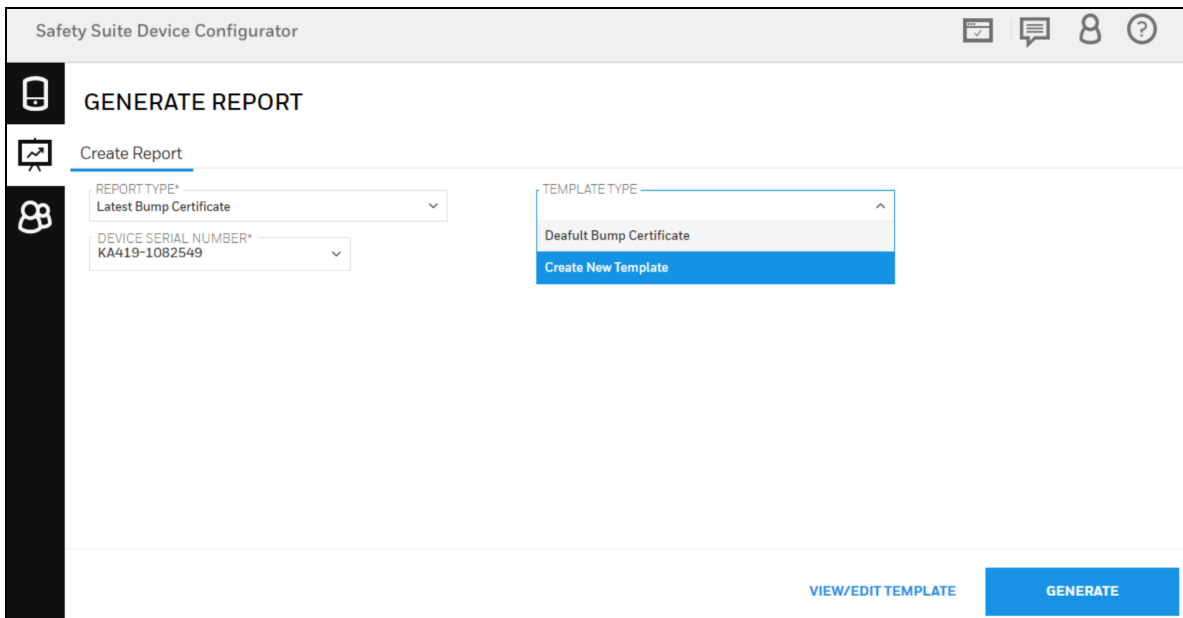 Safety Suite Device Configurator
GENERATE REPORT
Create Report
REPORT TYPE*
Latest Bump Certificate
TEMPLATE TYPE
DEVICE SERIAL NUMBER*
KA419-1082549
Deafult Bump Certificate
Create New Template
VIEW/EDIT TEMPLATE
GENERATE